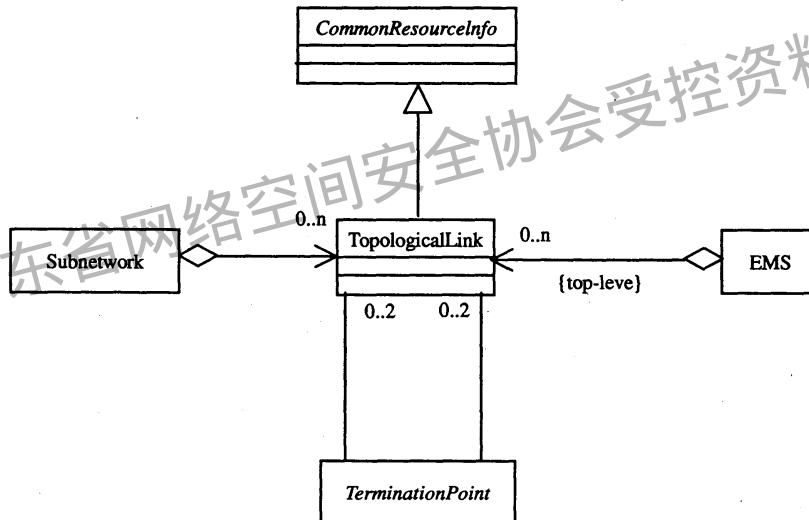 CommonResourceInfo
东省网络空间安全协会受控资料
0..n
TopologicalLink
0..n
Subnetwork
EMS
{top-leve}
0..2
0..2
TerminationPoint